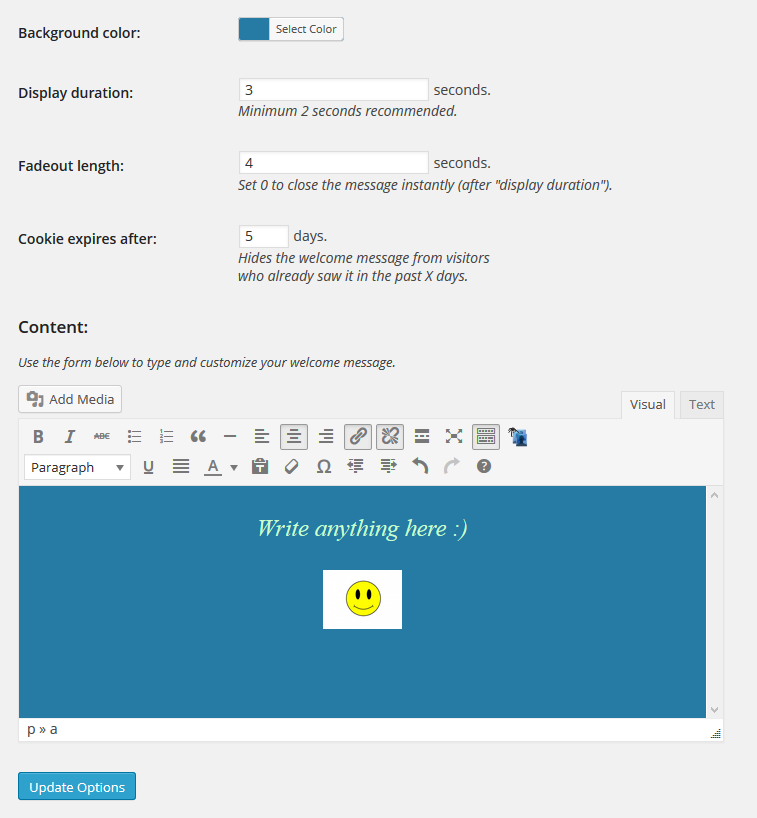 Background color: Select Color
Display duration: 3 seconds.
Minimum 2 seconds recommended.
Fadeout length: 4 seconds.
Set 0 to close the message instantly (after "display duration").
Cookie expires after: 5 days.
Hides the welcome message from visitors
who already saw it in the past X days.
Content:
Use the form below to type and customize your welcome message.
Add Media
Visual Text
B I ABC
Paragraph U A Ω
Write anything here :)
p » a
Update Options